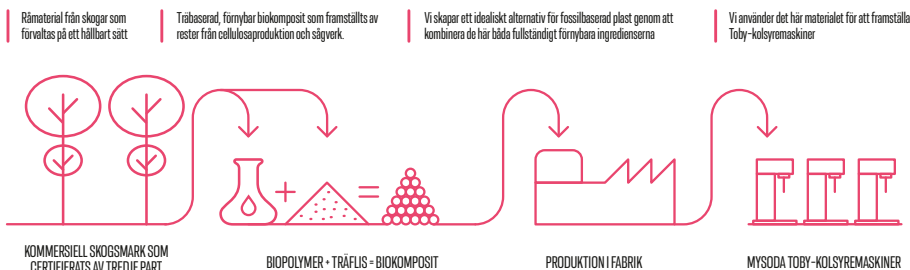 Råmaterial från skogar som
förvaltas på ett hållbart sätt
Träbaserad, förnybar biokomposit som framställts av
rester från cellulosaproduktion och sågverk.
Vi skapar ett idealiskt alternativ för fossilbaserad plast genom att
kombinera de här båda fullständigt förnybara ingredienserna
Vi använder det här materialet för att framställa
Toby-kolsyremaskiner
KOMMERSIELL SKOGSMARK SOM
CERTIFIERATS AV TREDJE PART
BIOPOLYMER + TRÄFLIS = BIOKOMPOSIT
PRODUKTION I FABRIK
MYSODA TOBY-KOLSYREMASKINER